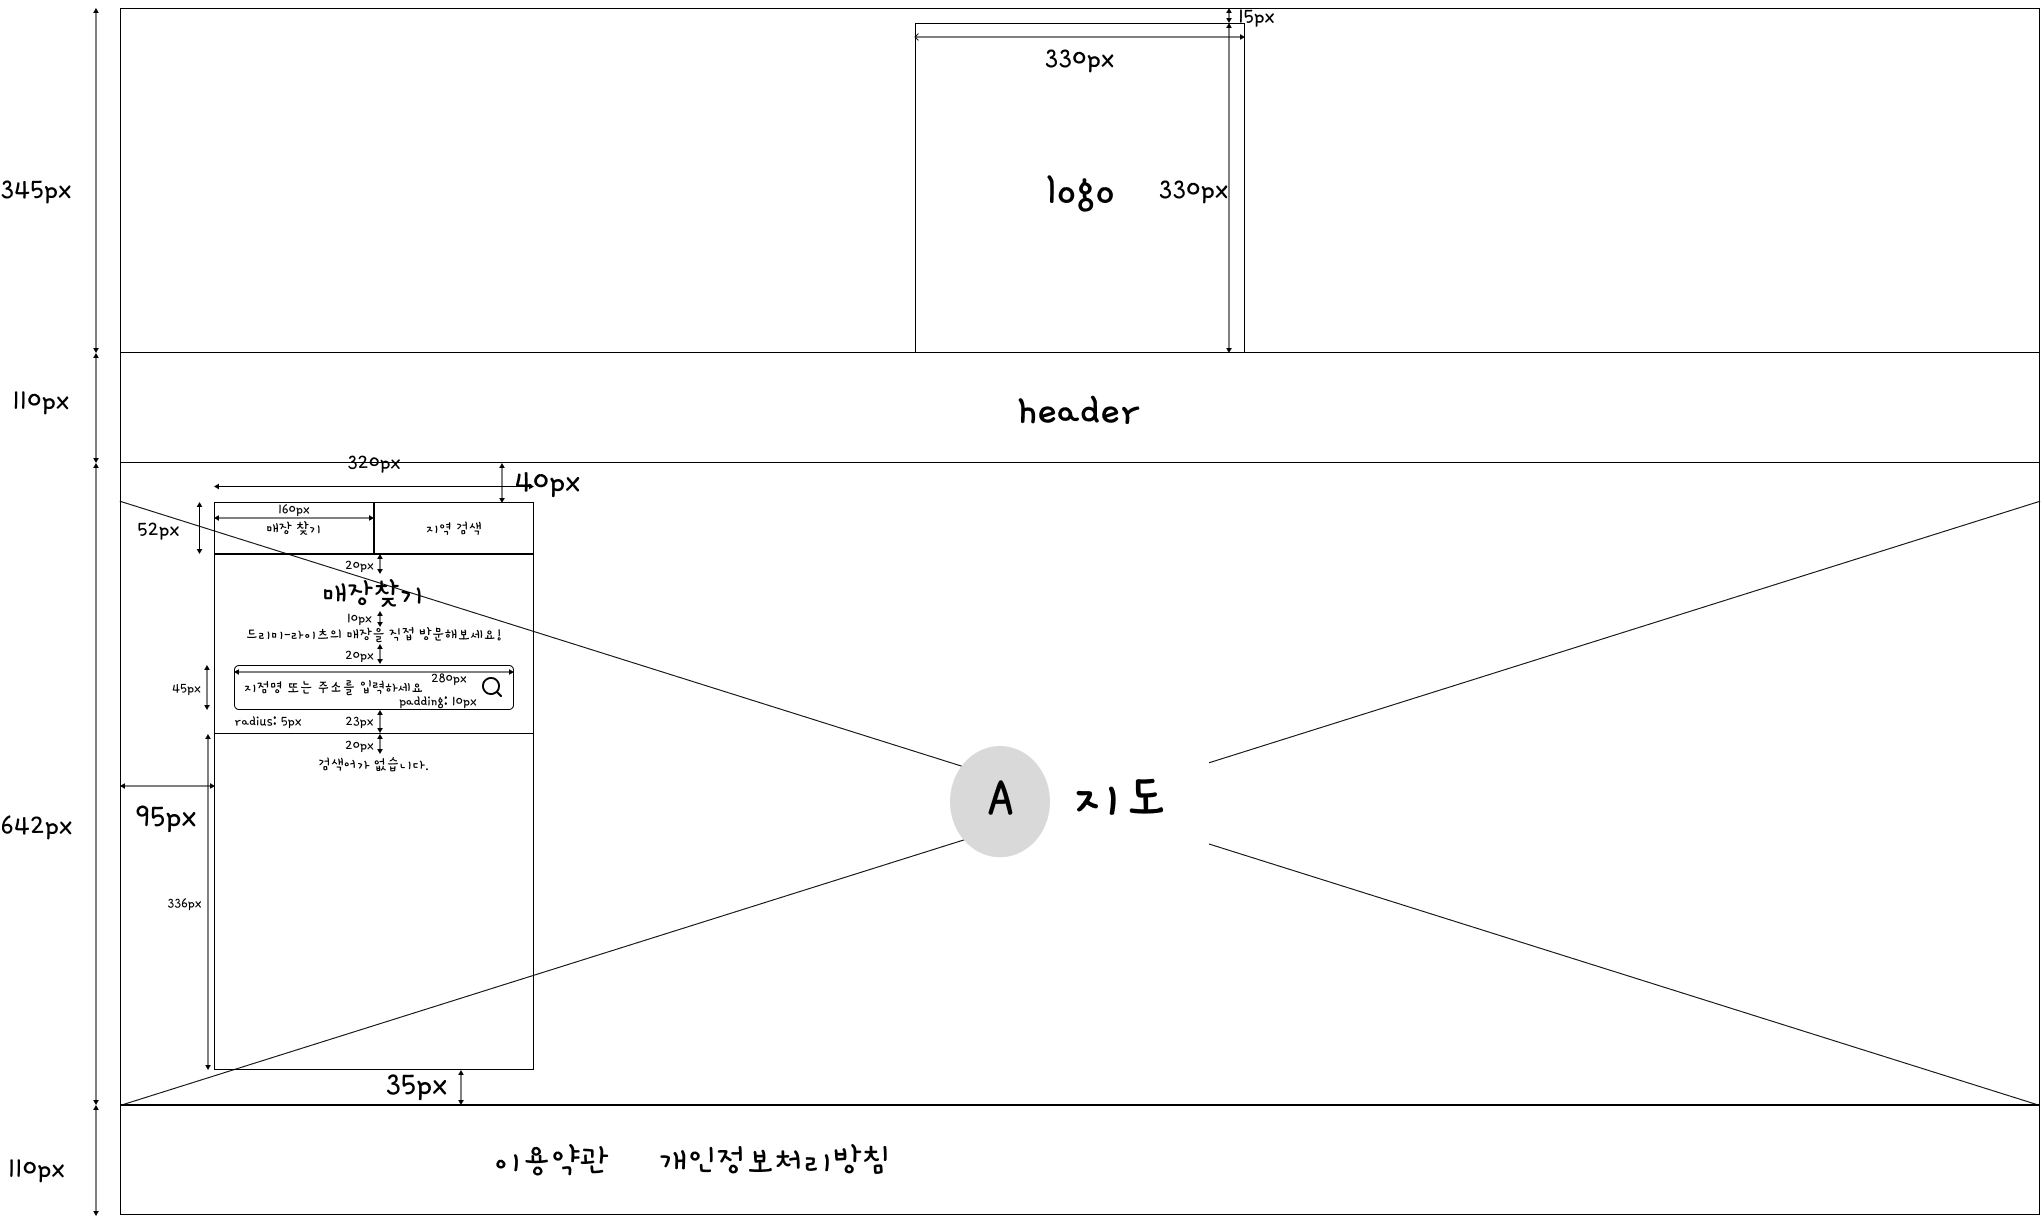 15px
330px
345px
logo
330px
110px
header
320px
40px
160px
52px
매장 찾기
지역 검색
20px
매장찾기
10px
드리미-라이츠의 매장을 직접 방문해보세요!
20px
280px
45px
지점명 또는 주소를 입력하세요
padding: 10px
radius: 5px
23px
20px
검색어가 없습니다.
A
지도
95px
642px
336px
35px
110px
이용약관
개인정보처리방침